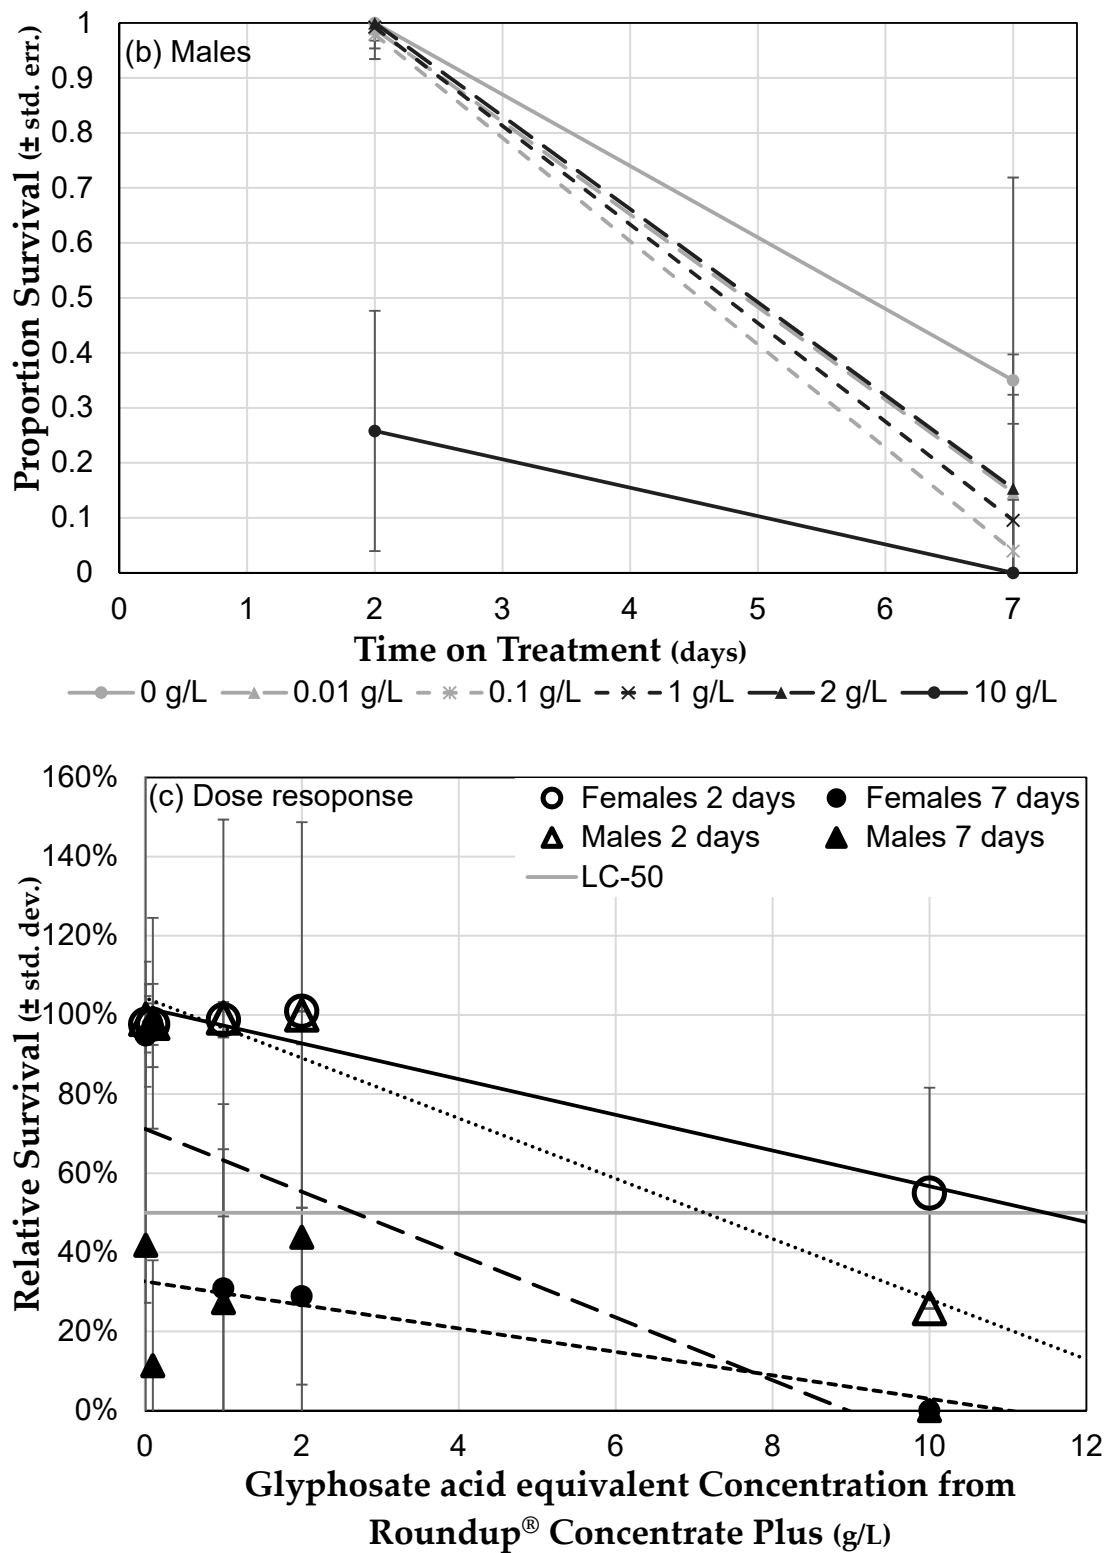 (b) Males
Proportion Survival (± std. err.)
1
0.9
0.8
0.7
0.6
0.5
0.4
0.3
0.2
0.1
0
0 1 2 3 4 5 6 7
Time on Treatment (days)
0 g/L 0.01 g/L 0.1 g/L 1 g/L 2 g/L 10 g/L
(c) Dose resoponse
Females 2 days Females 7 days
Males 2 days Males 7 days
LC-50
Relative Survival (± std. dev.)
160%
140%
120%
100%
80%
60%
40%
20%
0%
0 2 4 6 8 10 12
Glyphosate acid equivalent Concentration from
Roundup® Concentrate Plus (g/L)